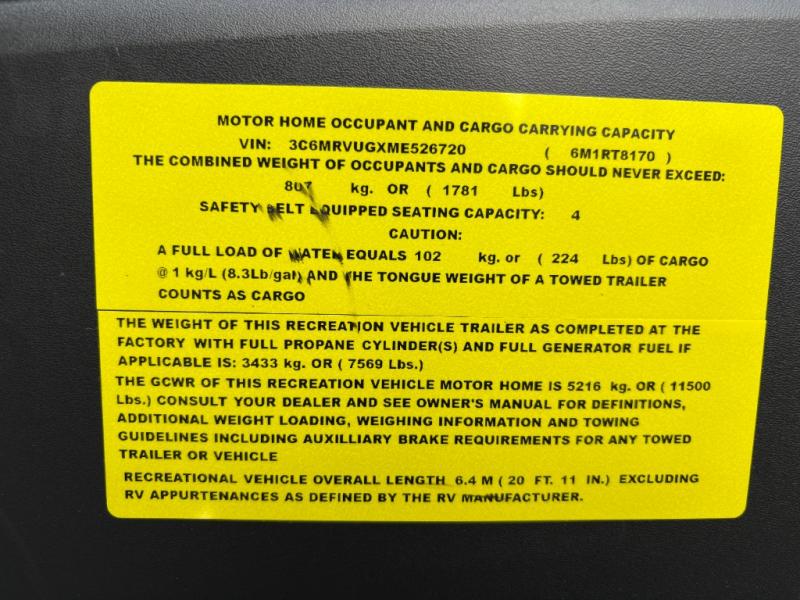 MOTOR HOME OCCUPANT AND CARGO CARRYING CAPACITY
VIN: 3C6MRVUGXME526720 ( 6M1RT8170 )
THE COMBINED WEIGHT OF OCCUPANTS AND CARGO SHOULD NEVER EXCEED:
807 kg. OR ( 1781 Lbs)
SAFETY BELT EQUIPPED SEATING CAPACITY: 4
CAUTION:
A FULL LOAD OF WATER EQUALS 102 kg. or ( 224 Lbs) OF CARGO
@ 1 kg/L (8.3Lb/gal) AND THE TONGUE WEIGHT OF A TOWED TRAILER
COUNTS AS CARGO
THE WEIGHT OF THIS RECREATION VEHICLE TRAILER AS COMPLETED AT THE
FACTORY WITH FULL PROPANE CYLINDER(S) AND FULL GENERATOR FUEL IF
APPLICABLE IS: 3433 kg. OR ( 7569 Lbs.)
THE GCWR OF THIS RECREATION VEHICLE MOTOR HOME IS 5216 kg. OR ( 11500
Lbs.) CONSULT YOUR DEALER AND SEE OWNER'S MANUAL FOR DEFINITIONS,
ADDITIONAL WEIGHT LOADING, WEIGHING INFORMATION AND TOWING
GUIDELINES INCLUDING AUXILLIARY BRAKE REQUIREMENTS FOR ANY TOWED
TRAILER OR VEHICLE
RECREATIONAL VEHICLE OVERALL LENGTH 6.4 M ( 20 FT. 11 IN.) EXCLUDING
RV APPURTENANCES AS DEFINED BY THE RV MANUFACTURER.